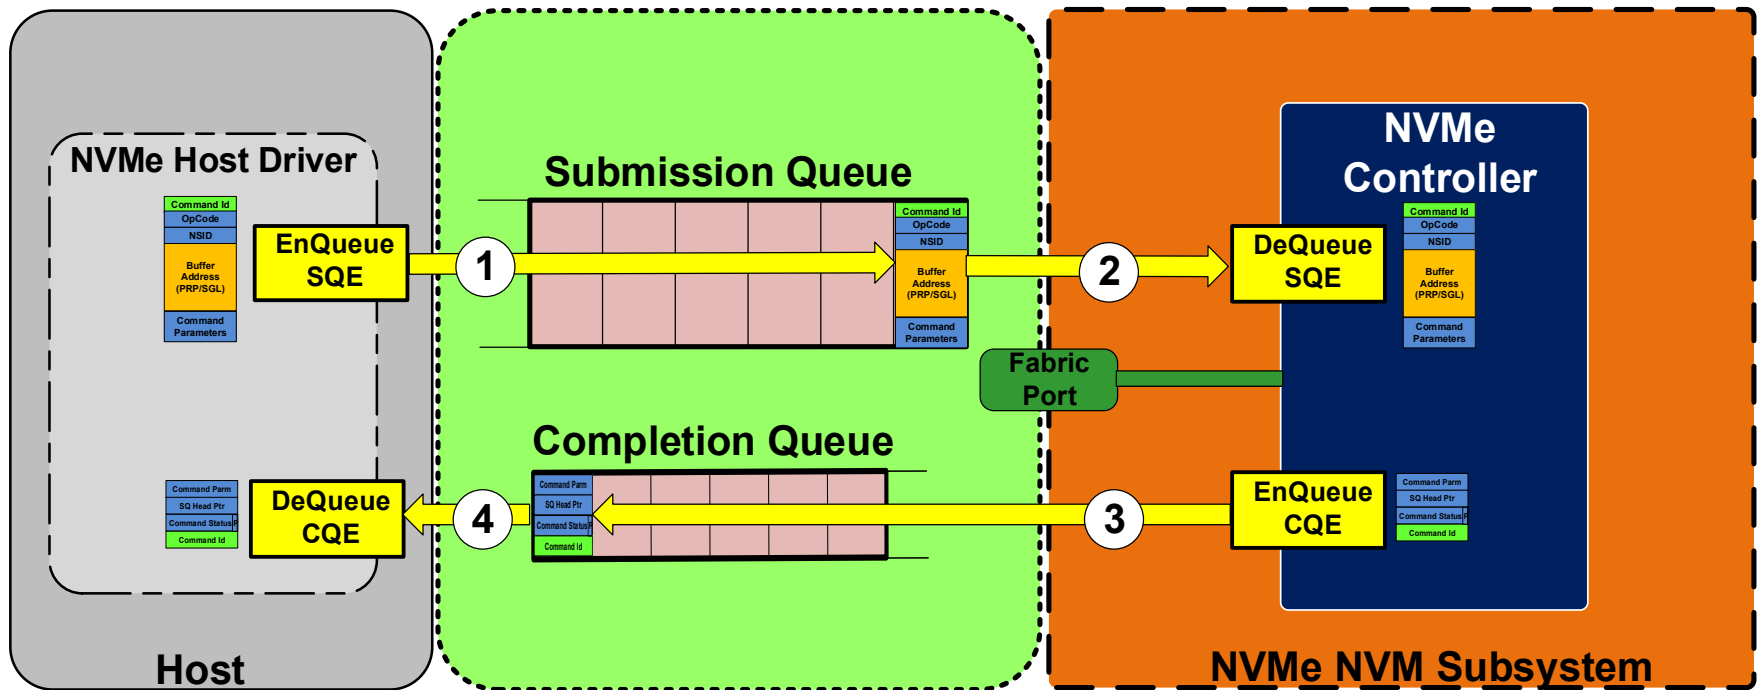 NVMe Host Driver
Command Id
OpCode
NSID
Buffer
Address
(PRP/SGL)
Command
Parameters
EnQueue
SQE
1
Submission Queue
Command Id
OpCode
NSID
Buffer
Address
(PRP/SGL)
Command
Parameters
2
NVMe
Controller
DeQueue
SQE
Command Id
OpCode
NSID
Buffer
Address
(PRP/SGL)
Command
Parameters
Fabric
Port
Completion Queue
Command Parm
SQ Head Ptr
Command Status P
Command Id
DeQueue
CQE
4
Command Parm
SQ Head Ptr
Command Status P
Command Id
3
EnQueue
CQE
Command Parm
SQ Head Ptr
Command Status P
Command Id
Host
NVMe NVM Subsystem